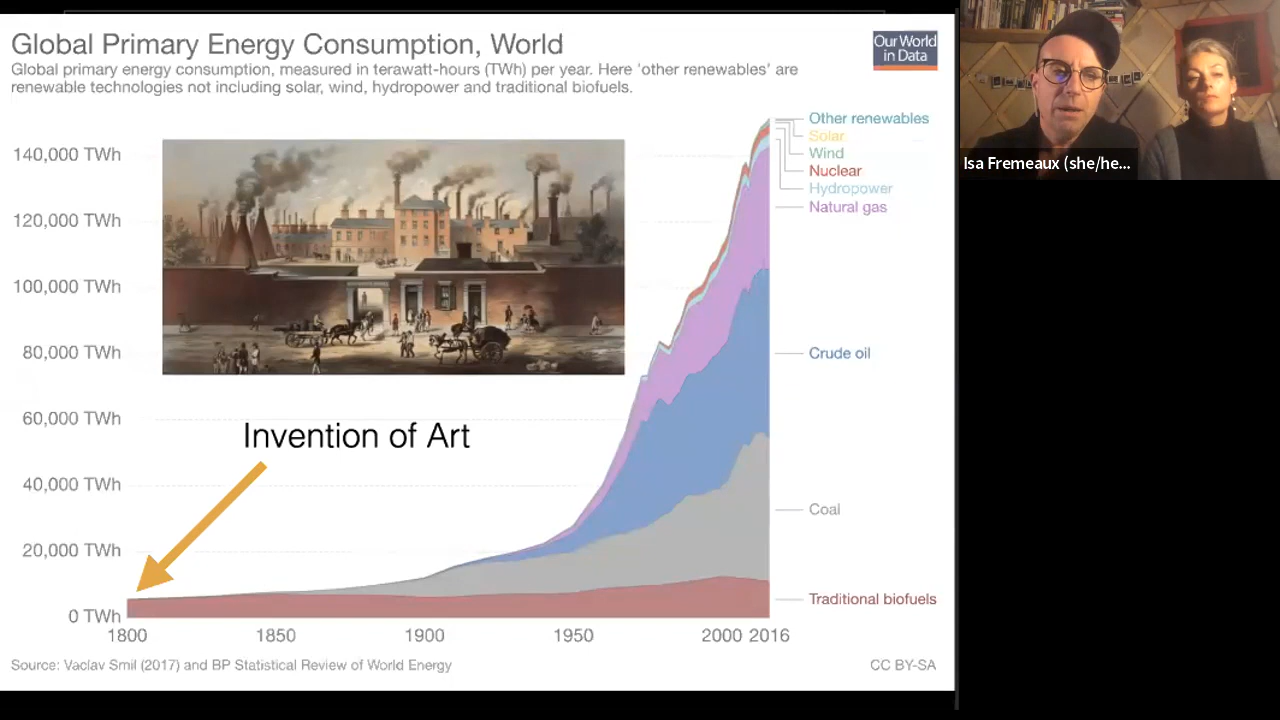 Global Primary Energy Consumption, World
Global primary energy consumption, measured in terawatt-hours (TWh) per year. Here 'other renewables' are
renewable technologies not including solar, wind, hydropower and traditional biofuels.
Our World
in Data
Other renewables
Solar
Wind
Nuclear
Hydropower
Natural gas
Crude oil
Coal
Traditional biofuels
140,000 TWh
120,000 TWh
100,000 TWh
80,000 TWh
60,000 TWh
40,000 TWh
20,000 TWh
0 TWh
Invention of Art
1800
1850
1900
1950
2000
2016
Source: Vaclav Smil (2017) and BP Statistical Review of World Energy
CC BY-SA
Isa Fremeaux (she/he...